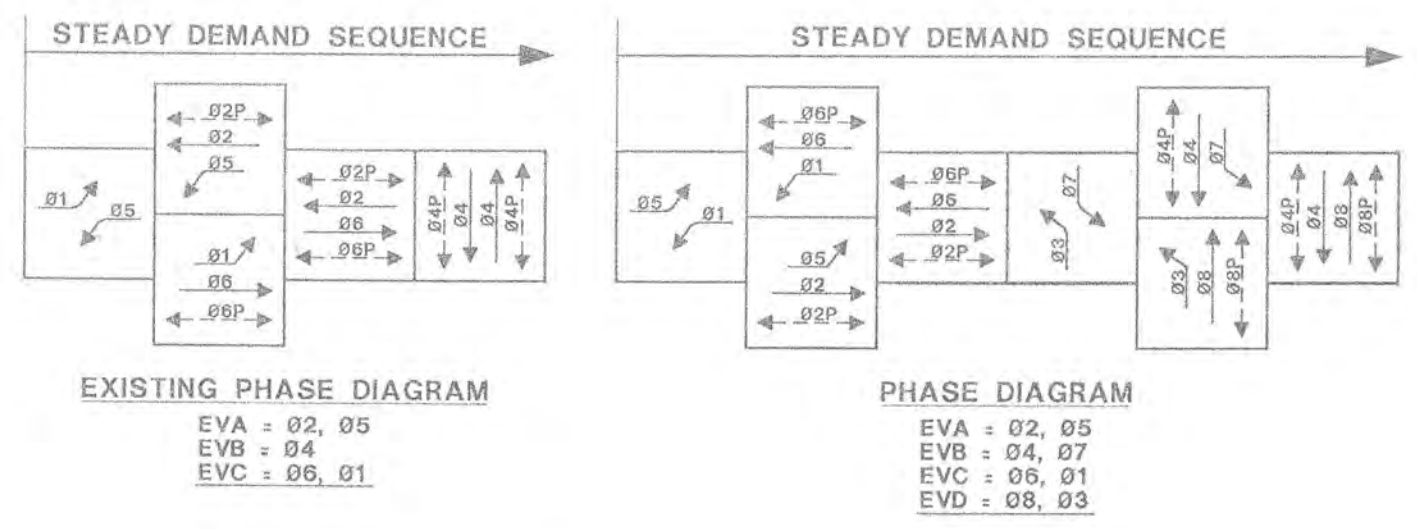 STEADY DEMAND SEQUENCE
Ø1
Ø5
Ø2P
Ø2
Ø5
Ø1
Ø6
Ø6P
Ø2P
Ø2
Ø6
Ø6P
Ø4P
Ø4
Ø4
Ø4P
EXISTING PHASE DIAGRAM
EVA = Ø2, Ø5
EVB = Ø4
EVC = Ø6, Ø1
STEADY DEMAND SEQUENCE
Ø5
Ø1
Ø6P
Ø6
Ø1
Ø5
Ø2
Ø2P
Ø6P
Ø6
Ø2
Ø2P
Ø7
Ø3
Ø4P
Ø4
Ø7
Ø3
Ø8
Ø8P
Ø4P
Ø4
Ø8
Ø8P
PHASE DIAGRAM
EVA = Ø2, Ø5
EVB = Ø4, Ø7
EVC = Ø6, Ø1
EVD = Ø8, Ø3